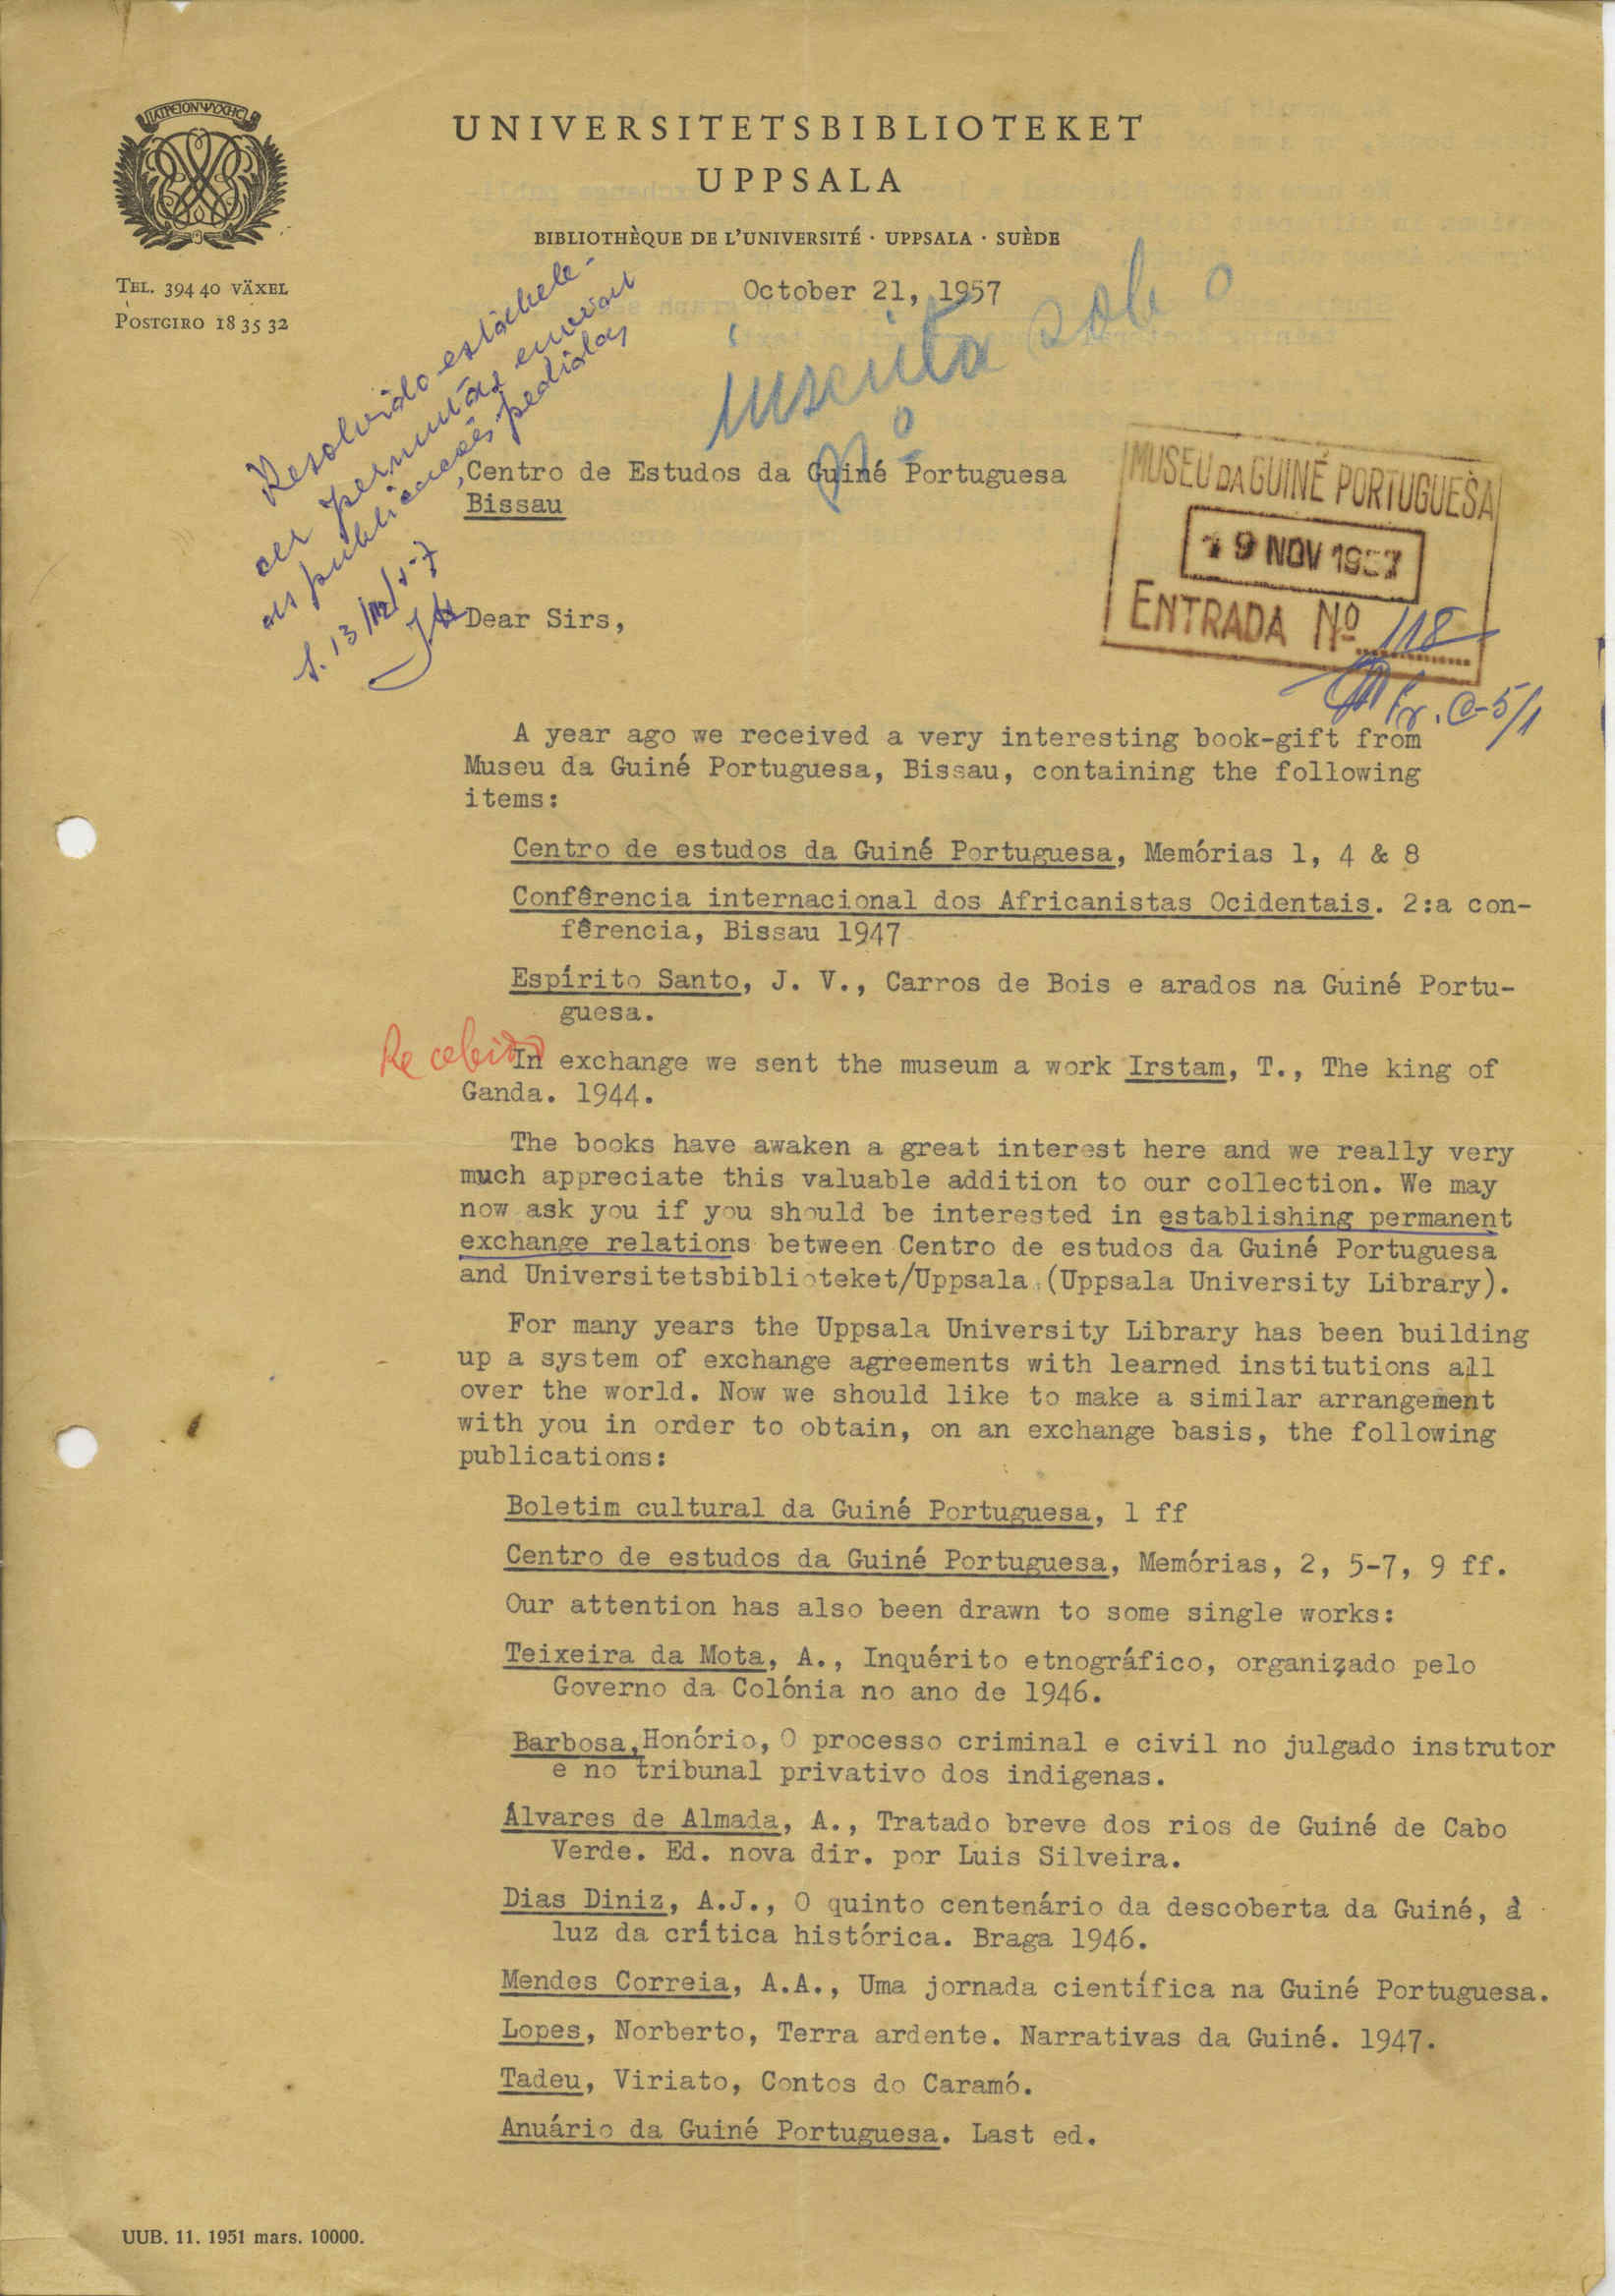 UNIVERSITETSBIBLIOTEKET
UPPSALA
BIBLIOTHÈQUE DE L'UNIVERSITÉ · UPPSALA · SUÈDE
TEL. 394 40 VÄXEL
POSTGIRO 18 35 32
October 21, 1957
Resolvido estabele-
cer permutas enviar
as publicacções pedidas
13/12/57
inscrita sob o
nº
Centro de Estudos da Guiné Portuguesa
Bissau
MUSEU DA GUINÉ PORTUGUESA
19 NOV 1957
ENTRADA Nº 118
Pr. C-5/1
Dear Sirs,
A year ago we received a very interesting book-gift from
Museu da Guiné Portuguesa, Bissau, containing the following
items:
Centro de estudos da Guiné Portuguesa, Memórias 1, 4 & 8
Confêrencia internacional dos Africanistas Ocidentais. 2:a con-
fêrencia, Bissau 1947
Espírito Santo, J. V., Carros de Bois e arados na Guiné Portu-
guesa.
Recebido
In exchange we sent the museum a work Irstam, T., The king of
Ganda. 1944.
The books have awaken a great interest here and we really very
much appreciate this valuable addition to our collection. We may
now ask you if you should be interested in establishing permanent
exchange relations between Centro de estudos da Guiné Portuguesa
and Universitetsbiblioteket/Uppsala (Uppsala University Library).
For many years the Uppsala University Library has been building
up a system of exchange agreements with learned institutions all
over the world. Now we should like to make a similar arrangement
with you in order to obtain, on an exchange basis, the following
publications:
Boletim cultural da Guiné Portuguesa, 1 ff
Centro de estudos da Guiné Portuguesa, Memórias, 2, 5-7, 9 ff.
Our attention has also been drawn to some single works:
Teixeira da Mota, A., Inquérito etnográfico, organizado pelo
Governo da Colónia no ano de 1946.
Barbosa, Honório, O processo criminal e civil no julgado instrutor
e no tribunal privativo dos indigenas.
Álvares de Almada, A., Tratado breve dos rios de Guiné de Cabo
Verde. Ed. nova dir. por Luis Silveira.
Dias Diniz, A.J., O quinto centenário da descoberta da Guiné, à
luz da crítica histórica. Braga 1946.
Mendes Correia, A.A., Uma jornada científica na Guiné Portuguesa.
Lopes, Norberto, Terra ardente. Narrativas da Guiné. 1947.
Tadeu, Viriato, Contos do Caramó.
Anuário da Guiné Portuguesa. Last ed.
UUB. 11. 1951 mars. 10000.